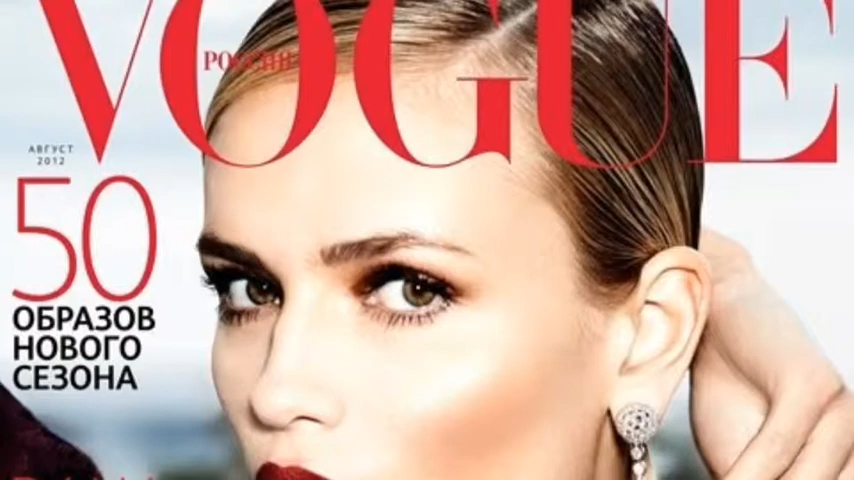 VOGUE
РОССИЯ
АВГУСТ
2012
50
ОБРАЗОВ
НОВОГО
СЕЗОНА